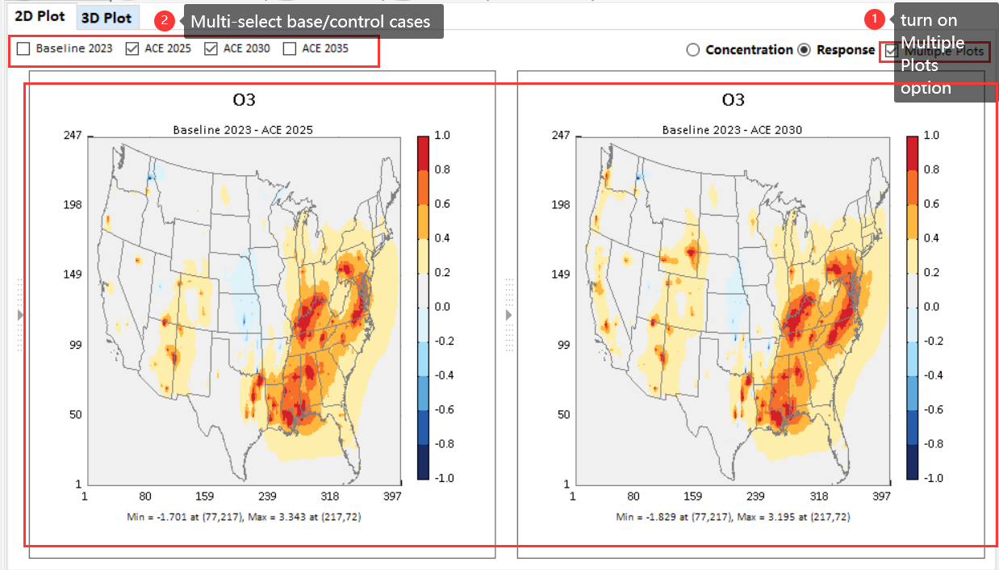 2D Plot
3D Plot
2
Multi-select base/control cases
1
turn on
Multiple
Plots
option
Baseline 2023
ACE 2025
ACE 2030
ACE 2035
Concentration
Response
Multiple Plots
O3
Baseline 2023 - ACE 2025
247
198
149
99
50
1
1
80
159
239
318
397
1.0
0.8
0.6
0.4
0.2
0.0
-0.2
-0.4
-0.6
-0.8
-1.0
Min = -1.701 at (77,217), Max = 3.343 at (217,72)
O3
Baseline 2023 - ACE 2030
247
198
149
99
50
1
1
80
159
239
318
397
1.0
0.8
0.6
0.4
0.2
0.0
-0.2
-0.4
-0.6
-0.8
-1.0
Min = -1.829 at (77,217), Max = 3.195 at (217,72)